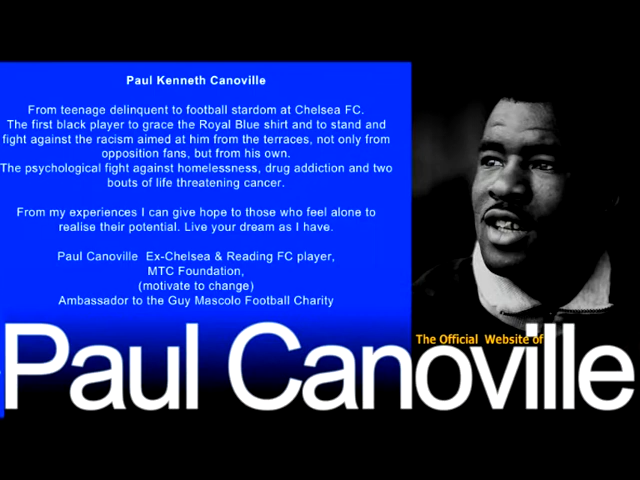 Paul Kenneth Canoville
From teenage delinquent to football stardom at Chelsea FC.
The first black player to grace the Royal Blue shirt and to stand and
fight against the racism aimed at him from the terraces, not only from
opposition fans, but from his own.
The psychological fight against homelessness, drug addiction and two
bouts of life threatening cancer.
From my experiences I can give hope to those who feel alone to
realise their potential. Live your dream as I have.
Paul Canoville Ex-Chelsea & Reading FC player,
MTC Foundation,
(motivate to change)
Ambassador to the Guy Mascolo Football Charity
The Official Website of
Paul Canoville